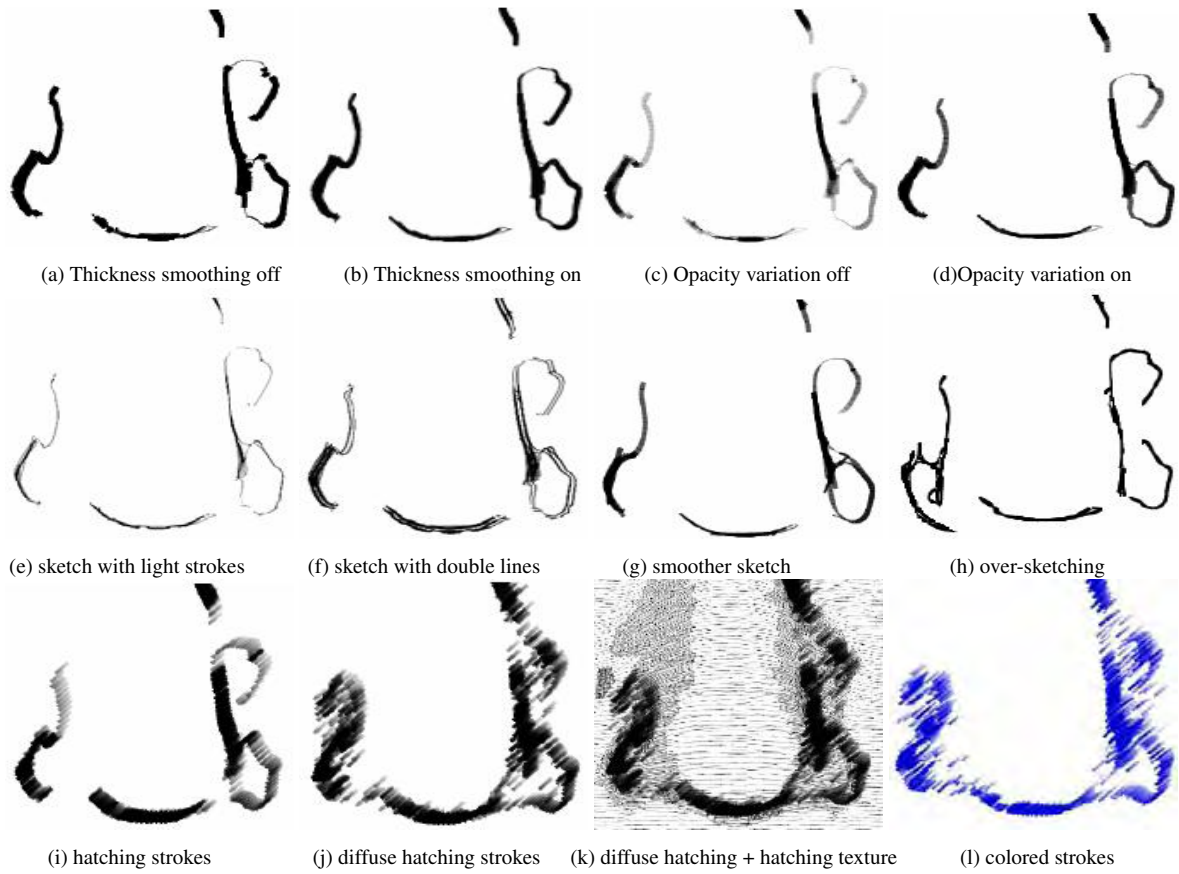 (a) Thickness smoothing off
(b) Thickness smoothing on
(c) Opacity variation off
(d)Opacity variation on
(e) sketch with light strokes
(f) sketch with double lines
(g) smoother sketch
(h) over-sketching
(i) hatching strokes
(j) diffuse hatching strokes
(k) diffuse hatching + hatching texture
(l) colored strokes